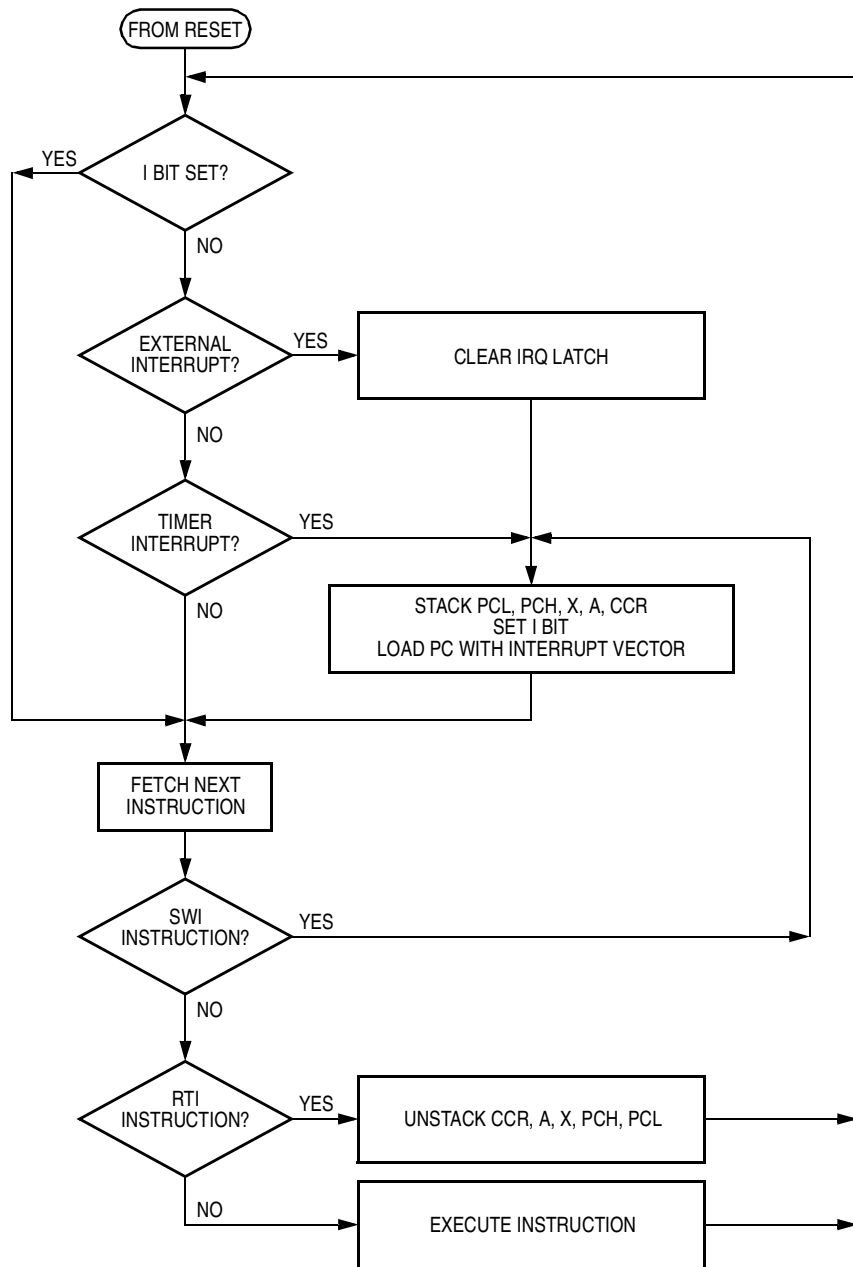 FROM RESET
YES
I BIT SET?
NO
EXTERNAL
INTERRUPT?
YES
CLEAR IRQ LATCH
NO
TIMER
INTERRUPT?
YES
NO
STACK PCL, PCH, X, A, CCR
SET I BIT
LOAD PC WITH INTERRUPT VECTOR
FETCH NEXT
INSTRUCTION
SWI
INSTRUCTION?
YES
NO
RTI
INSTRUCTION?
YES
UNSTACK CCR, A, X, PCH, PCL
NO
EXECUTE INSTRUCTION